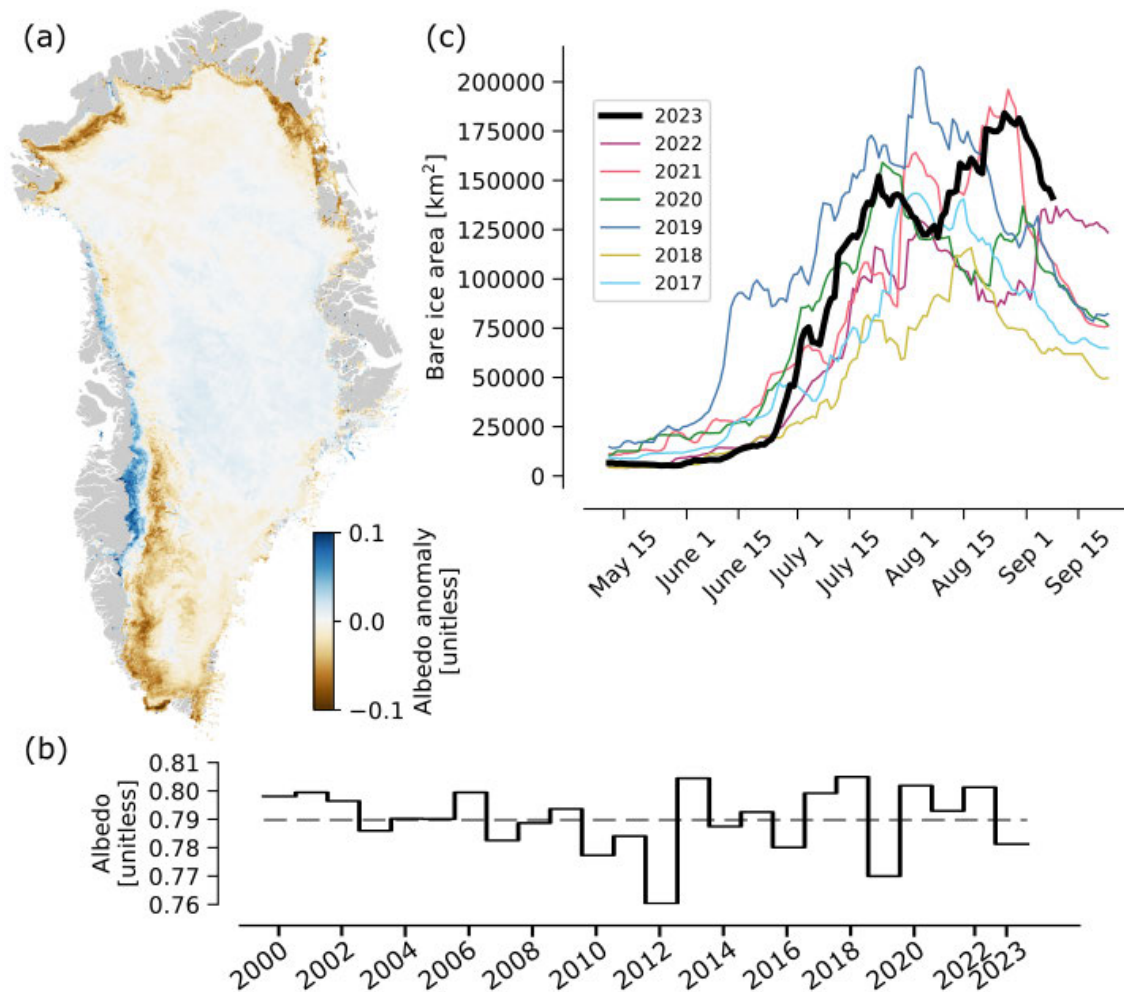 (a)
0.1
0.0
−0.1
Albedo anomaly
[unitless]
(c)
Bare ice area [km²]
200000
175000
150000
125000
100000
75000
50000
25000
0
2023
2022
2021
2020
2019
2018
2017
May 15
June 1
June 15
July 1
July 15
Aug 1
Aug 15
Sep 1
Sep 15
(b)
Albedo
[unitless]
0.81
0.80
0.79
0.78
0.77
0.76
2000
2002
2004
2006
2008
2010
2012
2014
2016
2018
2020
2022
2023